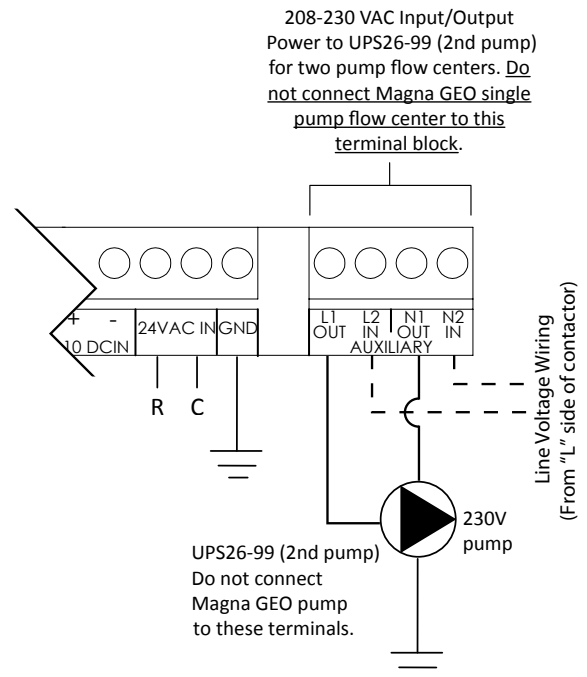 208-230 VAC Input/Output
Power to UPS26-99 (2nd pump)
for two pump flow centers. Do
not connect Magna GEO single
pump flow center to this
terminal block.
+ -
10 DCIN
24VAC IN
GND
L1 OUT
L2 IN
N1 OUT
N2 IN
AUXILIARY
R C
Line Voltage Wiring
(From "L" side of contactor)
230V
pump
UPS26-99 (2nd pump)
Do not connect
Magna GEO pump
to these terminals.